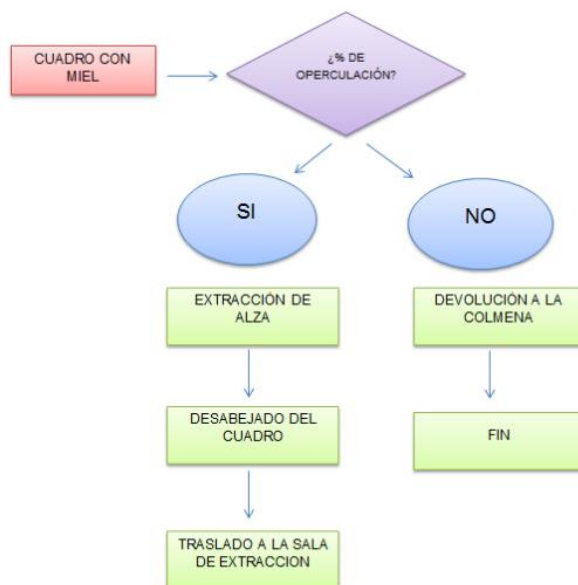 CUADRO CON
MIEL
¿% DE
OPERCULACIÓN?
SI
NO
EXTRACCIÓN DE
ALZA
DEVOLUCIÓN A LA
COLMENA
DESABEJADO DEL
CUADRO
FIN
TRASLADO A LA SALA
DE EXTRACCION